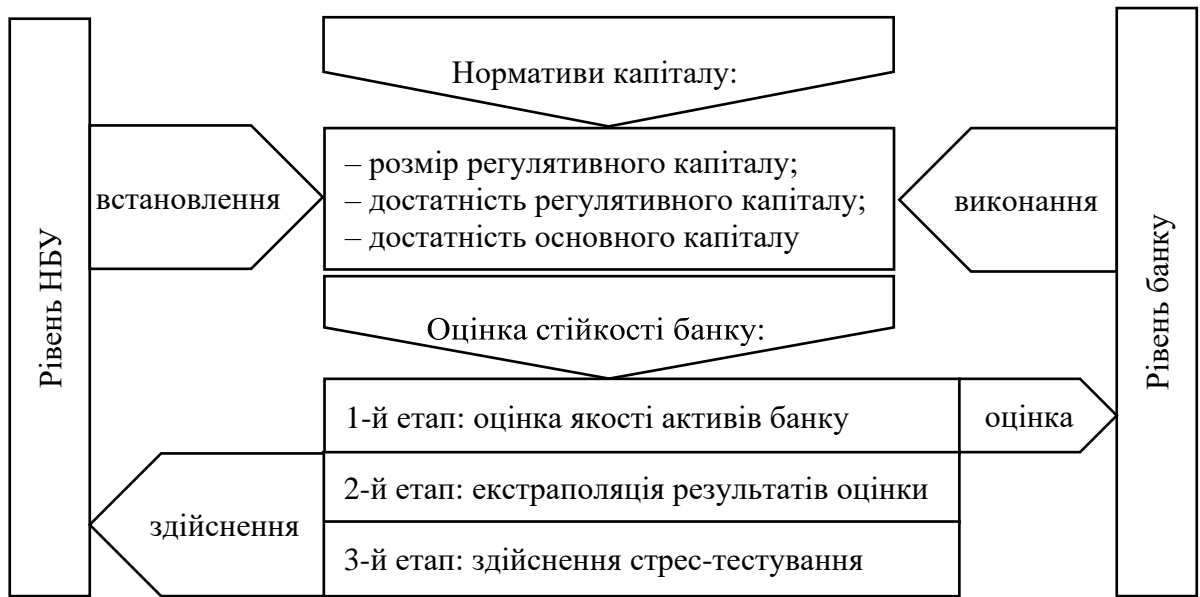 Рівень НБУ
Нормативи капіталу:
встановлення
– розмір регулятивного капіталу;
– достатність регулятивного капіталу;
– достатність основного капіталу
виконання
Рівень банку
Оцінка стійкості банку:
1-й етап: оцінка якості активів банку
оцінка
2-й етап: екстраполяція результатів оцінки
здійснення
3-й етап: здійснення стрес-тестування